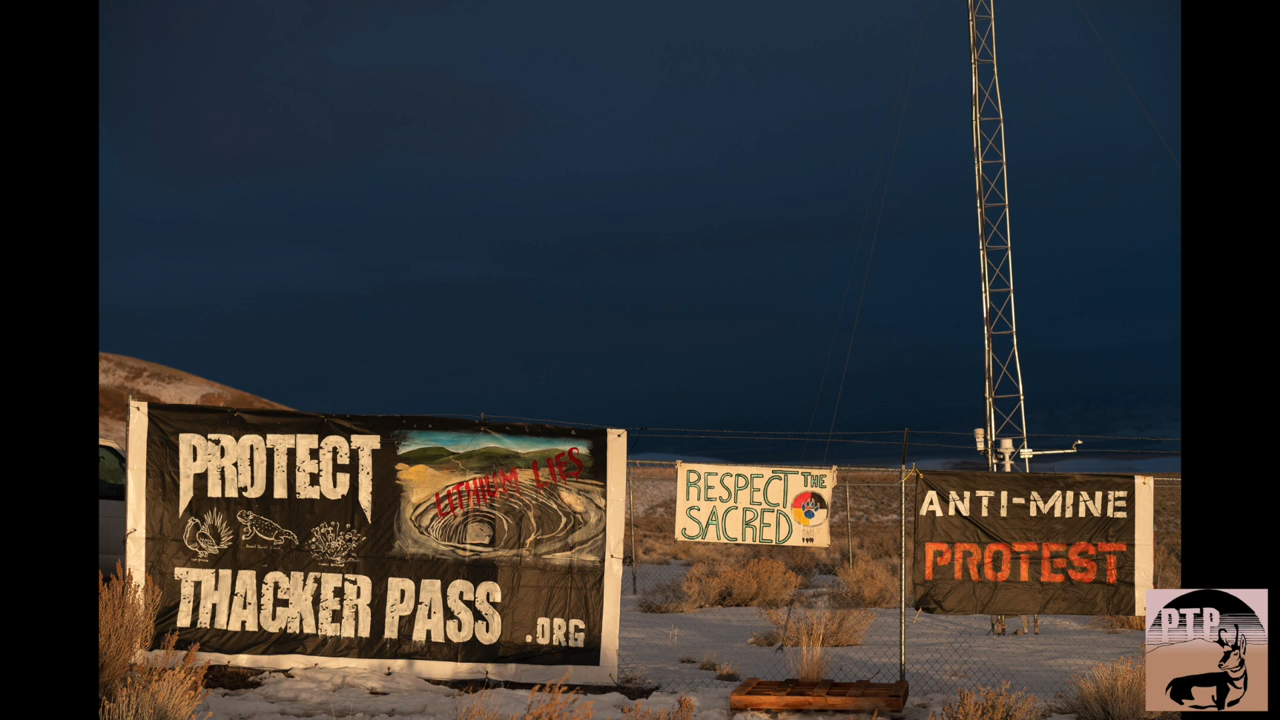 PROTECT
LITHIUM LIES
THACKER PASS
.ORG
RESPECT THE
SACRED
ANTI-MINE
PROTEST
PTP